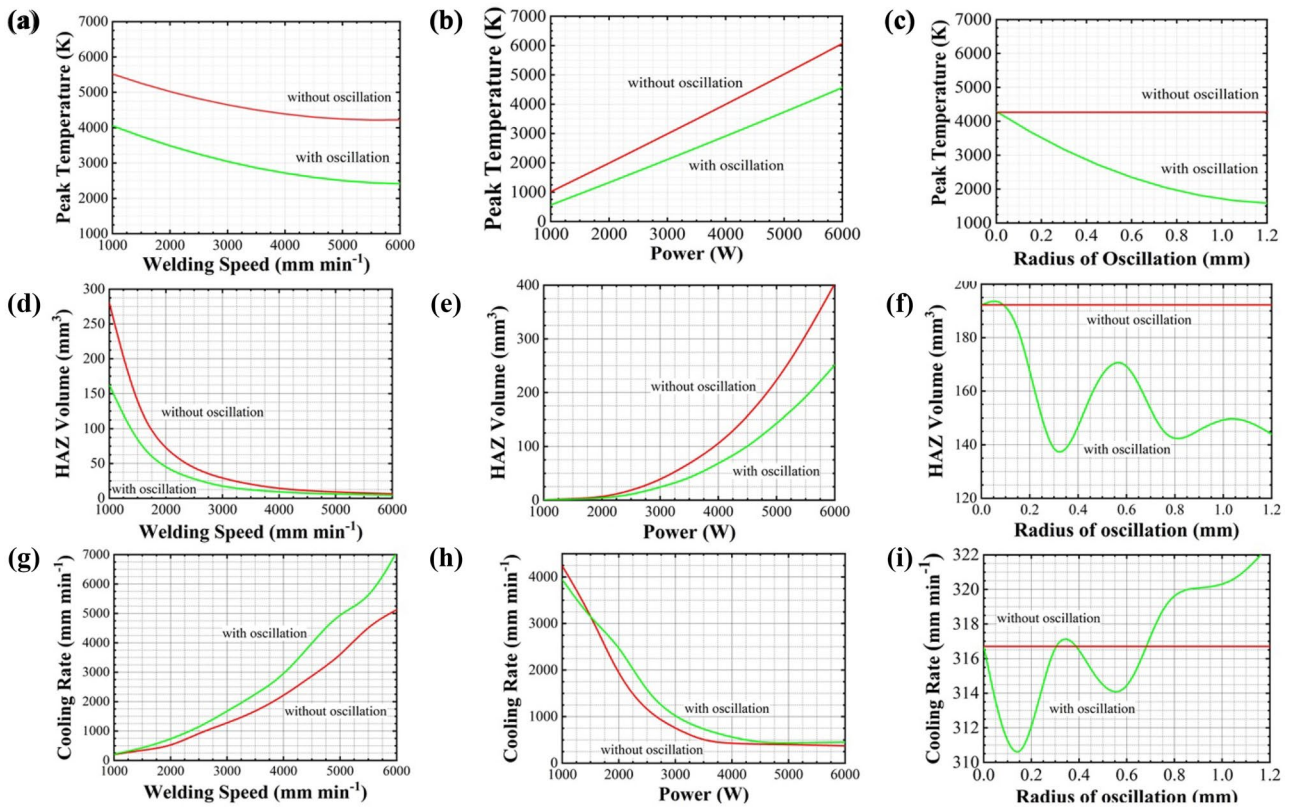 (a)
Peak Temperature (K)
7000
6000
5000
4000
3000
2000
1000
without oscillation
with oscillation
1000 2000 3000 4000 5000 6000
Welding Speed (mm min-1)
(b)
Peak Temperature (K)
7000
6000
5000
4000
3000
2000
1000
0
without oscillation
with oscillation
1000 2000 3000 4000 5000 6000
Power (W)
(c)
Peak Temperature (K)
7000
6000
5000
4000
3000
2000
1000
without oscillation
with oscillation
0.0 0.2 0.4 0.6 0.8 1.0 1.2
Radius of Oscillation (mm)
(d)
HAZ Volume (mm3)
300
250
200
150
100
50
0
without oscillation
with oscillation
1000 2000 3000 4000 5000 6000
Welding Speed (mm min-1)
(e)
HAZ Volume (mm3)
400
300
200
100
0
without oscillation
with oscillation
1000 2000 3000 4000 5000 6000
Power (W)
(f)
HAZ Volume (mm3)
200
180
160
140
120
without oscillation
with oscillation
0.0 0.2 0.4 0.6 0.8 1.0 1.2
Radius of oscillation (mm)
(g)
Cooling Rate (mm min-1)
7000
6000
5000
4000
3000
2000
1000
0
with oscillation
without oscillation
1000 2000 3000 4000 5000 6000
Welding Speed (mm min-1)
(h)
Cooling Rate (mm min-1)
4000
3000
2000
1000
0
with oscillation
without oscillation
1000 2000 3000 4000 5000 6000
Power (W)
(i)
Cooling Rate (mm min-1)
322
320
318
316
314
312
310
without oscillation
with oscillation
0.0 0.2 0.4 0.6 0.8 1.0 1.2
Radius of oscillation (mm)